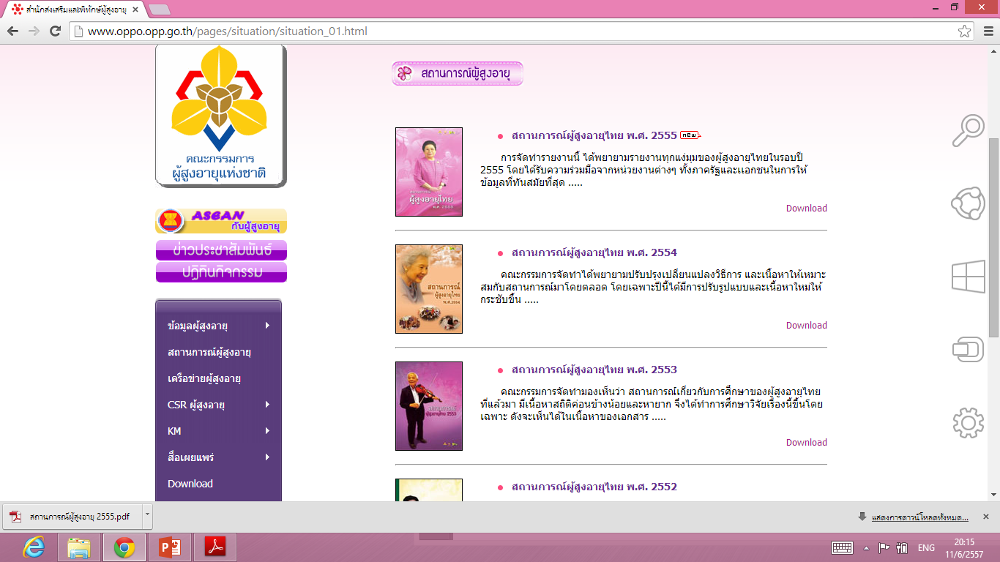 สำนักส่งเสริมและพิทักษ์ผู้สูงอายุ
www.oppo.opp.go.th/pages/situation/situation_01.html
คณะกรรมการ
ผู้สูงอายุแห่งชาติ
ASEAN
กับผู้สูงอายุ
ข่าวประชาสัมพันธ์
ปฏิทินกิจกรรม
ข้อมูลผู้สูงอายุ
สถานการณ์ผู้สูงอายุ
เครือข่ายผู้สูงอายุ
CSR ผู้สูงอายุ
KM
สื่อเผยแพร่
Download
สถานการณ์ผู้สูงอายุ
สถานการณ์
ผู้สูงอายุไทย
พ.ศ. 2555
สถานการณ์ผู้สูงอายุไทย พ.ศ. 2555 new
การจัดทำรายงานนี้ ได้พยายามรายงานทุกแง่มุมของผู้สูงอายุไทยในรอบปี
2555 โดยได้รับความร่วมมือจากหน่วยงานต่างๆ ทั้งภาครัฐและเเอกชนในการให้
ข้อมูลที่ทันสมัยที่สุด .....
Download
สถานการณ์
ผู้สูงอายุไทย
พ.ศ.2554
สถานการณ์ผู้สูงอายุไทย พ.ศ. 2554
คณะกรรมการจัดทำได้พยายามปรับปรุงเปลี่ยนแปลงวิธีการ และเนื้อหาให้เหมาะ
สมกับสถานการณ์มาโดยตลอด โดยเฉพาะปีนี้ได้มีการปรับรูปแบบและเนื้อหาใหม่ให้
กระชับขึ้น .....
Download
สถานการณ์
ผู้สูงอายุไทย 2553
สถานการณ์ผู้สูงอายุไทย พ.ศ. 2553
คณะกรรมการจัดทำมองเห็นว่า สถานการณ์เกี่ยวกับการศึกษาของผู้สูงอายุไทย
ที่แล้วมา มีเนื้อหาสถิติค่อนข้างน้อยและหายาก จึงได้ทำการศึกษาวิจัยเรื่องนี้ขึ้นโดย
เฉพาะ ดังจะเห็นได้ในเนื้อหาของเอกสาร .....
Download
สถานการณ์ผู้สูงอายุไทย พ.ศ. 2552
สถานการณ์ผู้สูงอายุ 2555.pdf
แสดงการดาวน์โหลดทั้งหมด...
ENG
20:15
11/6/2557